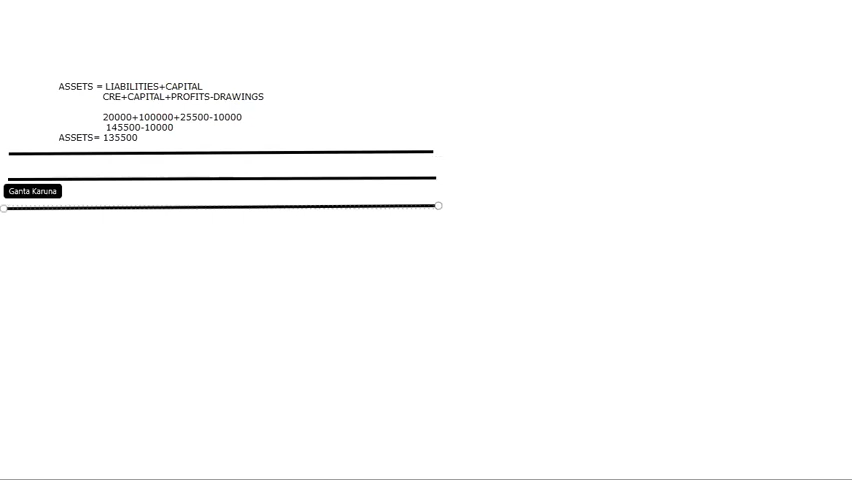 ASSETS = LIABILITIES+CAPITAL
CRE+CAPITAL+PROFITS-DRAWINGS
20000+100000+25500-10000
145500-10000
ASSETS= 135500
Ganta Karuna